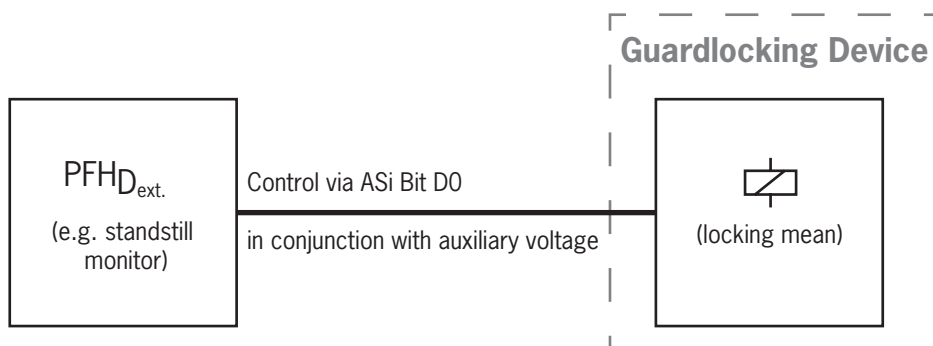 Guardlocking Device
PFHDext.
(e.g. standstill
monitor)
Control via ASi Bit D0
in conjunction with auxiliary voltage
(locking mean)